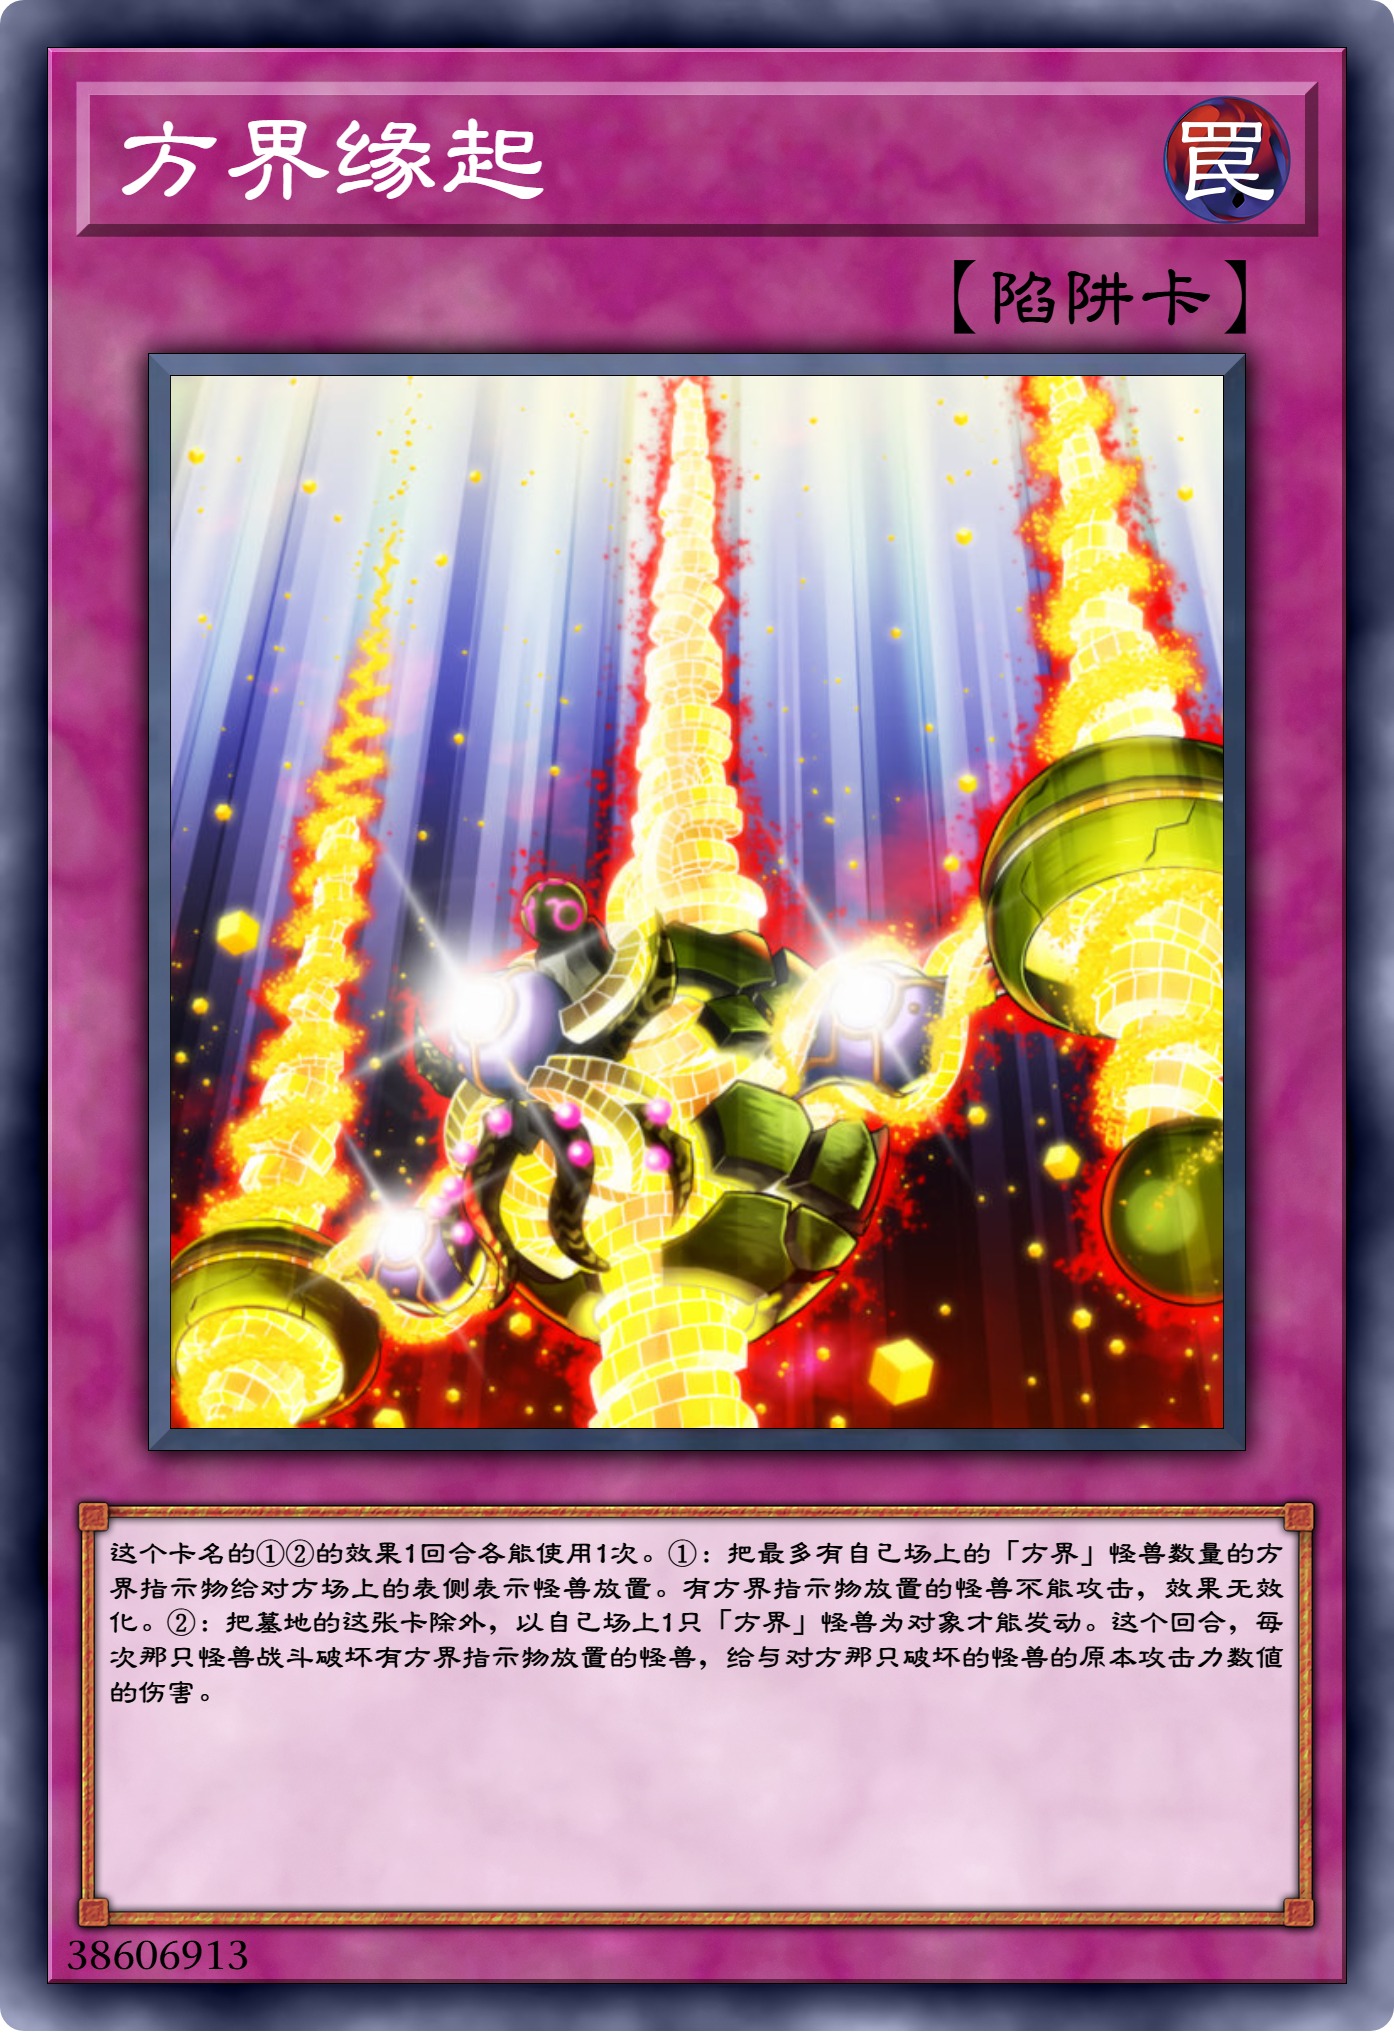 方界缘起
罠
【陷阱卡】
这个卡名的①②的效果1回合各能使用1次。①：把最多有自己场上的「方界」怪兽数量的方
界指示物给对方场上的表侧表示怪兽放置。有方界指示物放置的怪兽不能攻击，效果无效
化。②：把墓地的这张卡除外，以自己场上1只「方界」怪兽为对象才能发动。这个回合，每
次那只怪兽战斗破坏有方界指示物放置的怪兽，给与对方那只破坏的怪兽的原本攻击力数值
的伤害。
38606913